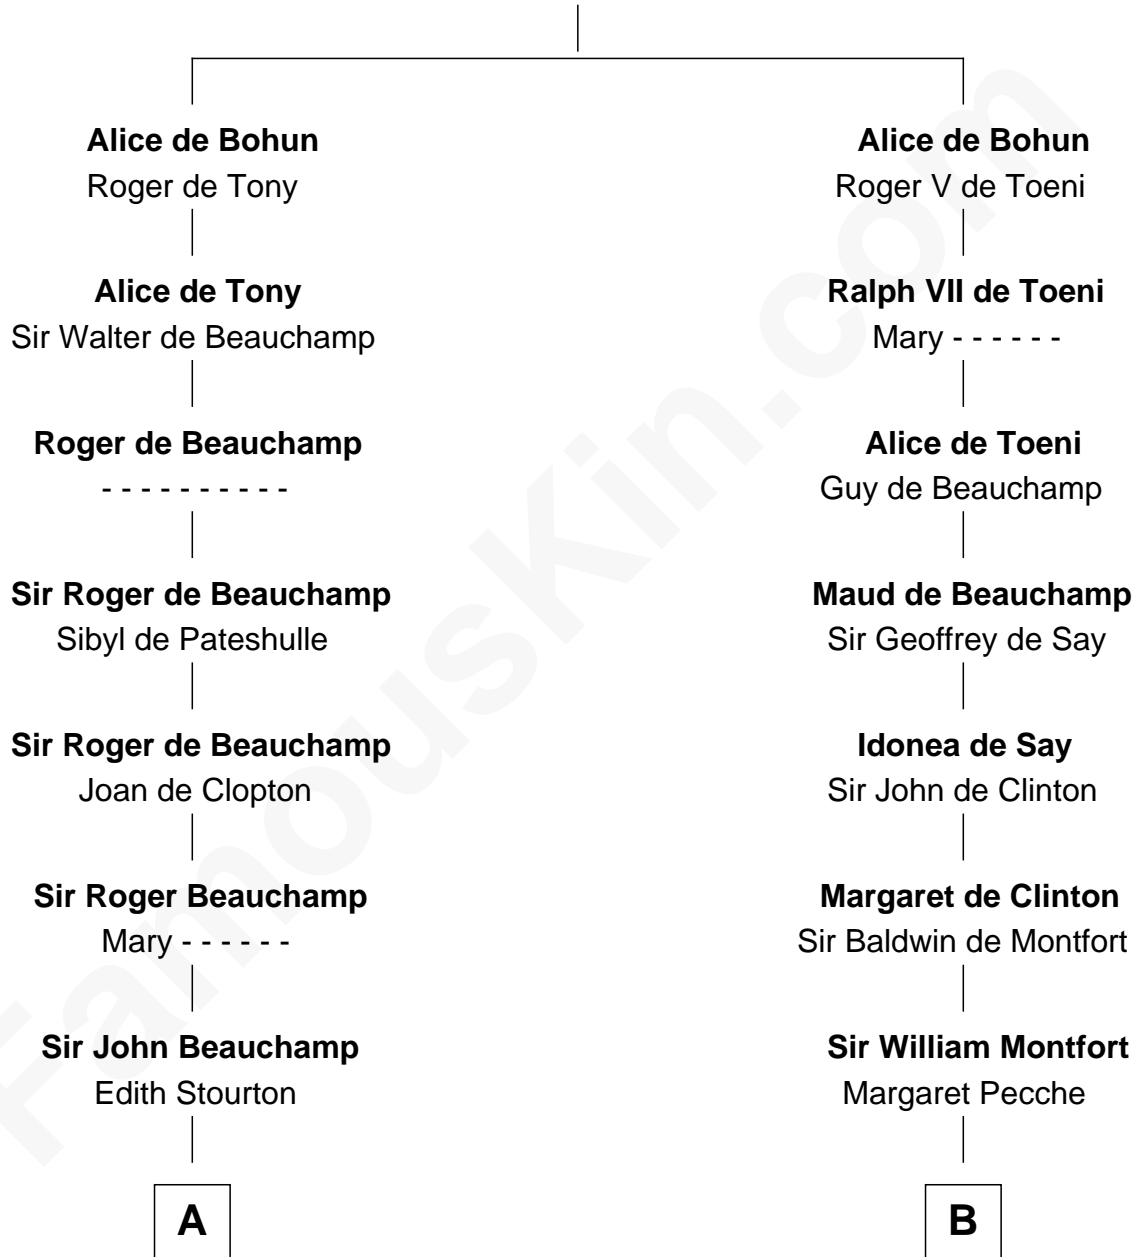 Alice de Bohun
Roger de Tony
Alice de Tony
Sir Walter de Beauchamp
Roger de Beauchamp
- - - - - - - - - -
Sir Roger de Beauchamp
Sibyl de Pateshulle
Sir Roger de Beauchamp
Joan de Clopton
Sir Roger Beauchamp
Mary - - - - - -
Sir John Beauchamp
Edith Stourton
A
Alice de Bohun
Roger V de Toeni
Ralph VII de Toeni
Mary - - - - - -
Alice de Toeni
Guy de Beauchamp
Maud de Beauchamp
Sir Geoffrey de Say
Idonea de Say
Sir John de Clinton
Margaret de Clinton
Sir Baldwin de Montfort
Sir William Montfort
Margaret Pecche
B
FamousKin.com